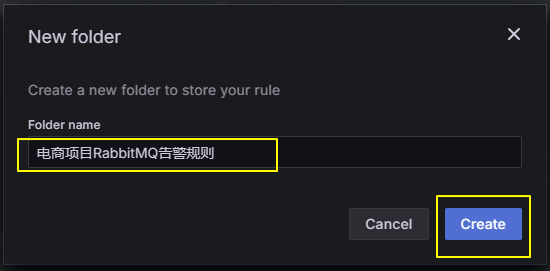 New folder
Create a new folder to store your rule
Folder name
电商项目RabbitMQ告警规则
Cancel
Create